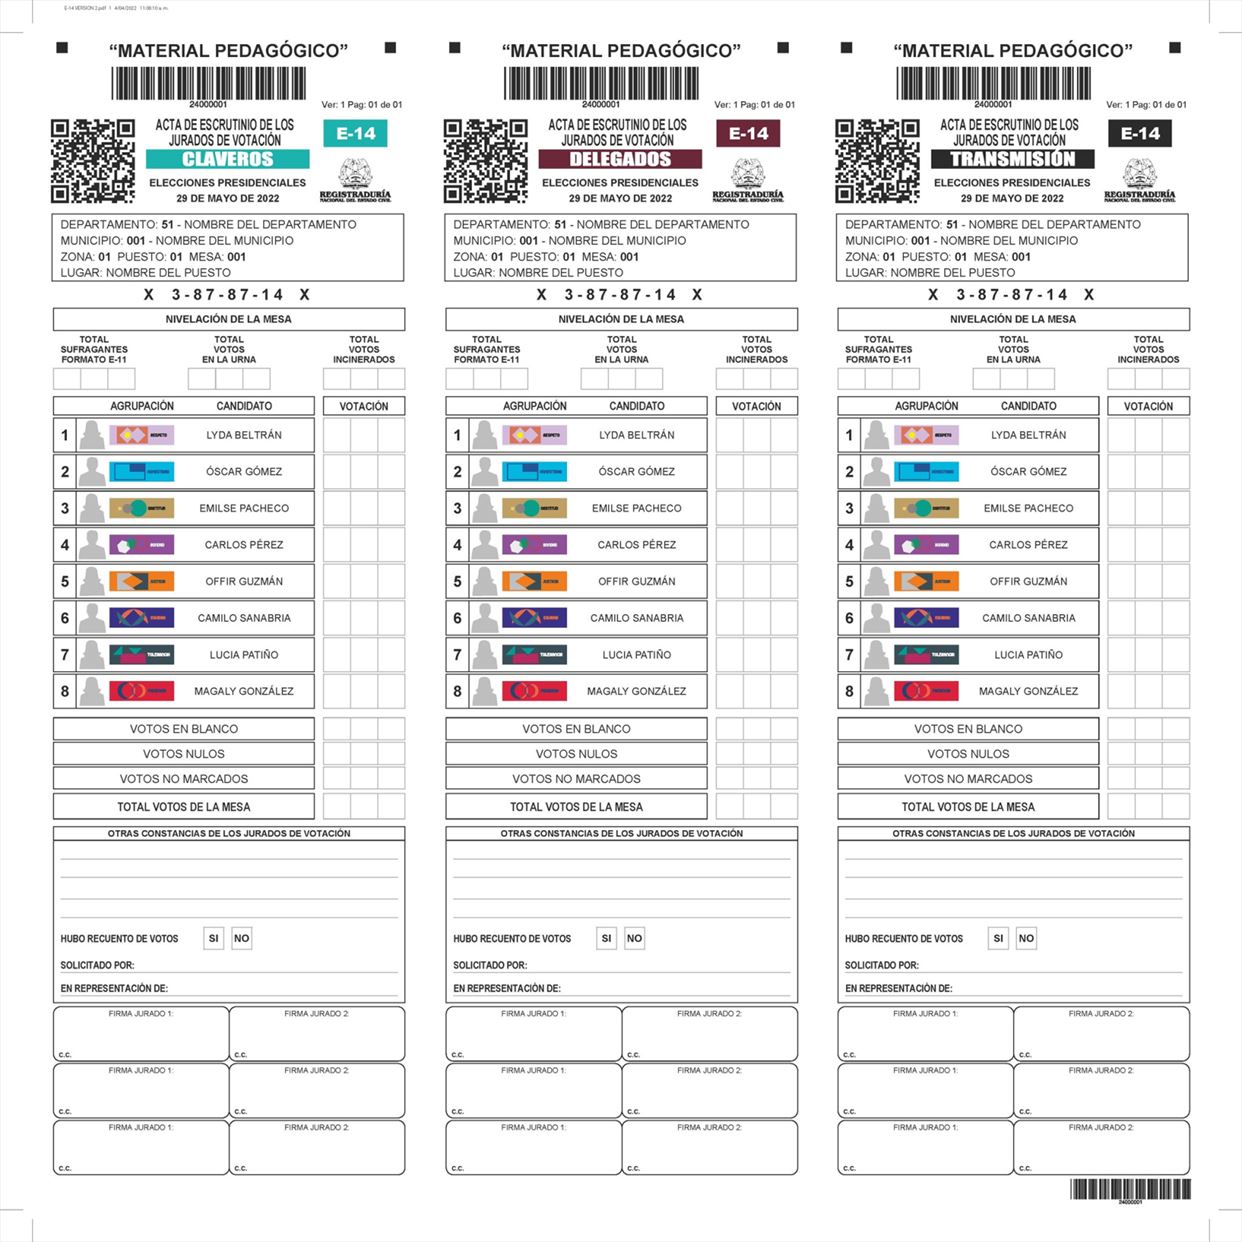 E-14 VERSION 2.pdf 1 4/04/2022 11:06:10 a. m.
“MATERIAL PEDAGÓGICO”
24000001
Ver: 1 Pag: 01 de 01
ACTA DE ESCRUTINIO DE LOS
JURADOS DE VOTACIÓN
E-14
CLAVEROS
ELECCIONES PRESIDENCIALES
29 DE MAYO DE 2022
REGISTRADURÍA
NACIONAL DEL ESTADO CIVIL
DEPARTAMENTO: 51 - NOMBRE DEL DEPARTAMENTO
MUNICIPIO: 001 - NOMBRE DEL MUNICIPIO
ZONA: 01 PUESTO: 01 MESA: 001
LUGAR: NOMBRE DEL PUESTO
X 3-87-87-14 X
NIVELACIÓN DE LA MESA
TOTAL SUFRAGANTES FORMATO E-11
TOTAL VOTOS EN LA URNA
TOTAL VOTOS INCINERADOS
AGRUPACIÓN CANDIDATO VOTACIÓN
1 RESPETO LYDA BELTRÁN
2 ÓSCAR GÓMEZ
3 EMILSE PACHECO
4 CARLOS PÉREZ
5 JUSTICIA OFFIR GUZMÁN
6 CAMILO SANABRIA
7 TOLERANCIA LUCIA PATIÑO
8 MAGALY GONZÁLEZ
VOTOS EN BLANCO
VOTOS NULOS
VOTOS NO MARCADOS
TOTAL VOTOS DE LA MESA
OTRAS CONSTANCIAS DE LOS JURADOS DE VOTACIÓN
HUBO RECUENTO DE VOTOS SI NO
SOLICITADO POR:
EN REPRESENTACIÓN DE:
FIRMA JURADO 1: FIRMA JURADO 2:
C.C. C.C.
FIRMA JURADO 1: FIRMA JURADO 2:
C.C. C.C.
FIRMA JURADO 1: FIRMA JURADO 2:
C.C. C.C.
“MATERIAL PEDAGÓGICO”
24000001
Ver: 1 Pag: 01 de 01
ACTA DE ESCRUTINIO DE LOS
JURADOS DE VOTACIÓN
E-14
DELEGADOS
ELECCIONES PRESIDENCIALES
29 DE MAYO DE 2022
REGISTRADURÍA
NACIONAL DEL ESTADO CIVIL
DEPARTAMENTO: 51 - NOMBRE DEL DEPARTAMENTO
MUNICIPIO: 001 - NOMBRE DEL MUNICIPIO
ZONA: 01 PUESTO: 01 MESA: 001
LUGAR: NOMBRE DEL PUESTO
X 3-87-87-14 X
NIVELACIÓN DE LA MESA
TOTAL SUFRAGANTES FORMATO E-11
TOTAL VOTOS EN LA URNA
TOTAL VOTOS INCINERADOS
AGRUPACIÓN CANDIDATO VOTACIÓN
1 RESPETO LYDA BELTRÁN
2 ÓSCAR GÓMEZ
3 EMILSE PACHECO
4 CARLOS PÉREZ
5 JUSTICIA OFFIR GUZMÁN
6 CAMILO SANABRIA
7 TOLERANCIA LUCIA PATIÑO
8 MAGALY GONZÁLEZ
VOTOS EN BLANCO
VOTOS NULOS
VOTOS NO MARCADOS
TOTAL VOTOS DE LA MESA
OTRAS CONSTANCIAS DE LOS JURADOS DE VOTACIÓN
HUBO RECUENTO DE VOTOS SI NO
SOLICITADO POR:
EN REPRESENTACIÓN DE:
FIRMA JURADO 1: FIRMA JURADO 2:
C.C. C.C.
FIRMA JURADO 1: FIRMA JURADO 2:
C.C. C.C.
FIRMA JURADO 1: FIRMA JURADO 2:
C.C. C.C.
“MATERIAL PEDAGÓGICO”
24000001
Ver: 1 Pag: 01 de 01
ACTA DE ESCRUTINIO DE LOS
JURADOS DE VOTACIÓN
E-14
TRANSMISIÓN
ELECCIONES PRESIDENCIALES
29 DE MAYO DE 2022
REGISTRADURÍA
NACIONAL DEL ESTADO CIVIL
DEPARTAMENTO: 51 - NOMBRE DEL DEPARTAMENTO
MUNICIPIO: 001 - NOMBRE DEL MUNICIPIO
ZONA: 01 PUESTO: 01 MESA: 001
LUGAR: NOMBRE DEL PUESTO
X 3-87-87-14 X
NIVELACIÓN DE LA MESA
TOTAL SUFRAGANTES FORMATO E-11
TOTAL VOTOS EN LA URNA
TOTAL VOTOS INCINERADOS
AGRUPACIÓN CANDIDATO VOTACIÓN
1 RESPETO LYDA BELTRÁN
2 ÓSCAR GÓMEZ
3 EMILSE PACHECO
4 CARLOS PÉREZ
5 JUSTICIA OFFIR GUZMÁN
6 CAMILO SANABRIA
7 TOLERANCIA LUCIA PATIÑO
8 MAGALY GONZÁLEZ
VOTOS EN BLANCO
VOTOS NULOS
VOTOS NO MARCADOS
TOTAL VOTOS DE LA MESA
OTRAS CONSTANCIAS DE LOS JURADOS DE VOTACIÓN
HUBO RECUENTO DE VOTOS SI NO
SOLICITADO POR:
EN REPRESENTACIÓN DE:
FIRMA JURADO 1: FIRMA JURADO 2:
C.C. C.C.
FIRMA JURADO 1: FIRMA JURADO 2:
C.C. C.C.
FIRMA JURADO 1: FIRMA JURADO 2:
C.C. C.C.
24000001